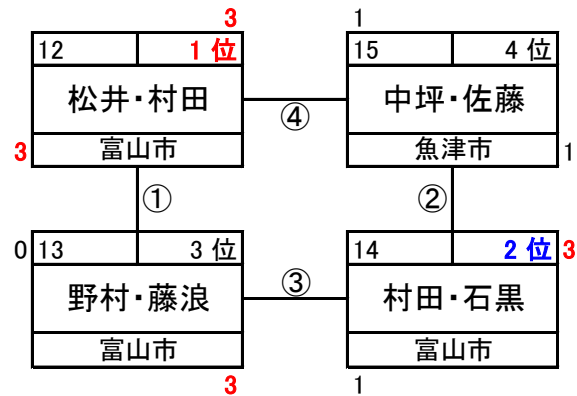 3 1
12 1 位 15 4 位
松井・村田 中坪・佐藤
④
3 富山市 魚津市 1
① ②
0 13 3 位 14 2 位 3
野村・藤浪 村田・石黒
③
富山市 富山市
3 1